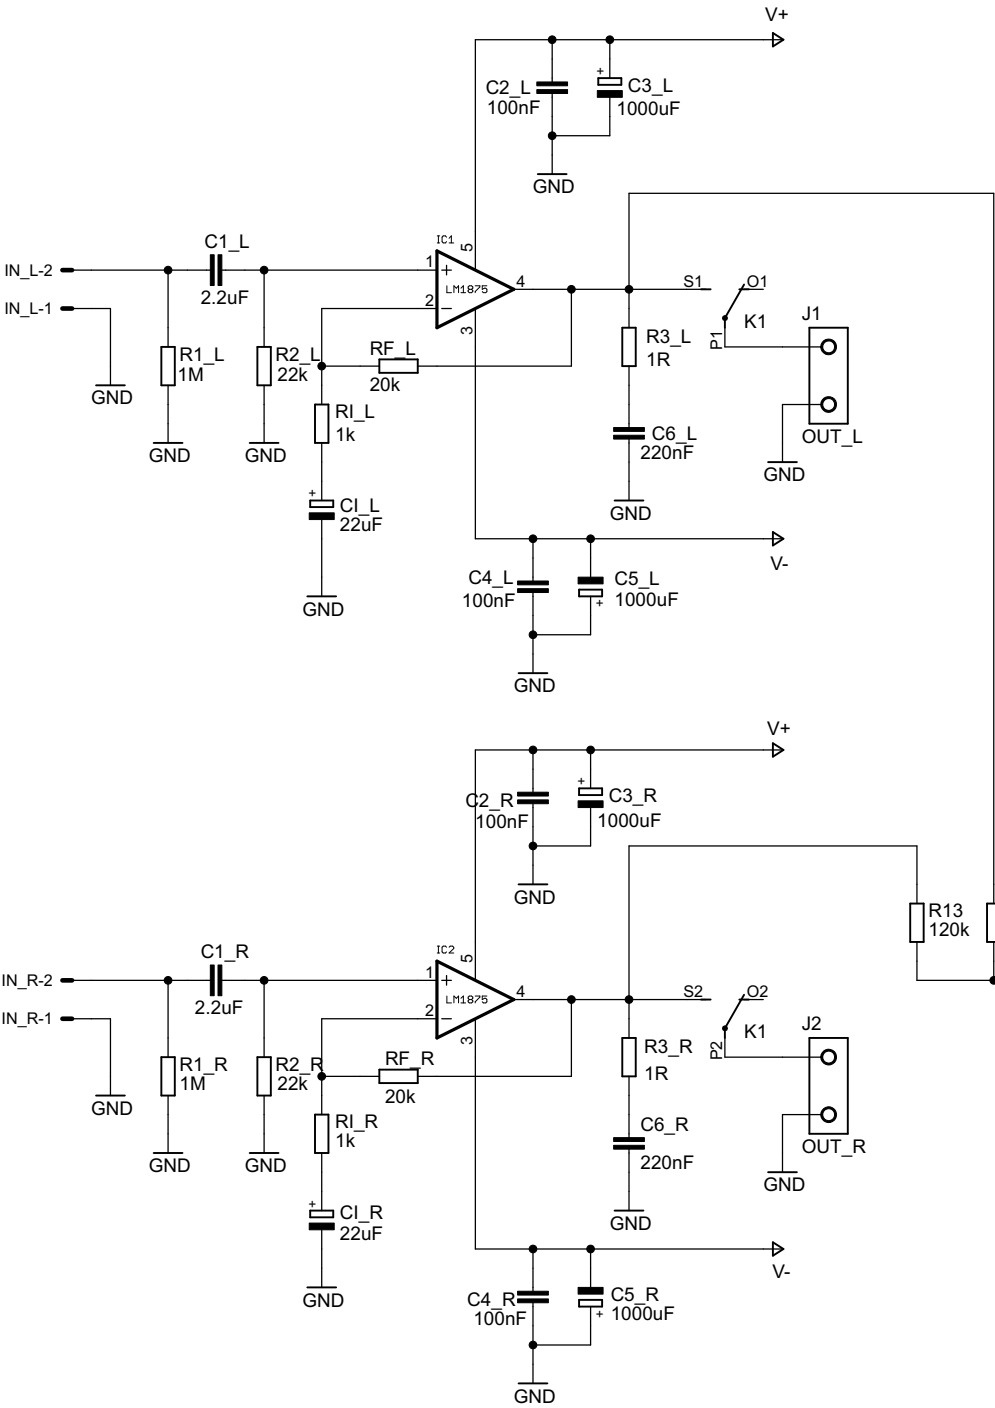 V+
C2_L
100nF
+
C3_L
1000uF
GND
IC1
5
C1_L
IN_L-2
2.2uF
1
+
LM1875
4
S1
O1
IN_L-1
2
-
3
P1
K1
J1
R1_L
1M
R2_L
22k
RF_L
20k
R3_L
1R
GND
RI_L
1k
GND
GND
C6_L
220nF
OUT_L
GND
+
CI_L
22uF
GND
V-
C4_L
100nF
C5_L
1000uF
+
GND
GND
V+
C2_R
100nF
+
C3_R
1000uF
GND
R13
120k
IC2
5
C1_R
IN_R-2
2.2uF
1
+
LM1875
4
S2
O2
IN_R-1
2
-
3
P2
K1
J2
R1_R
1M
R2_R
22k
RF_R
20k
R3_R
1R
GND
RI_R
1k
GND
GND
C6_R
220nF
OUT_R
GND
+
CI_R
22uF
GND
V-
C4_R
100nF
C5_R
1000uF
+
GND
GND